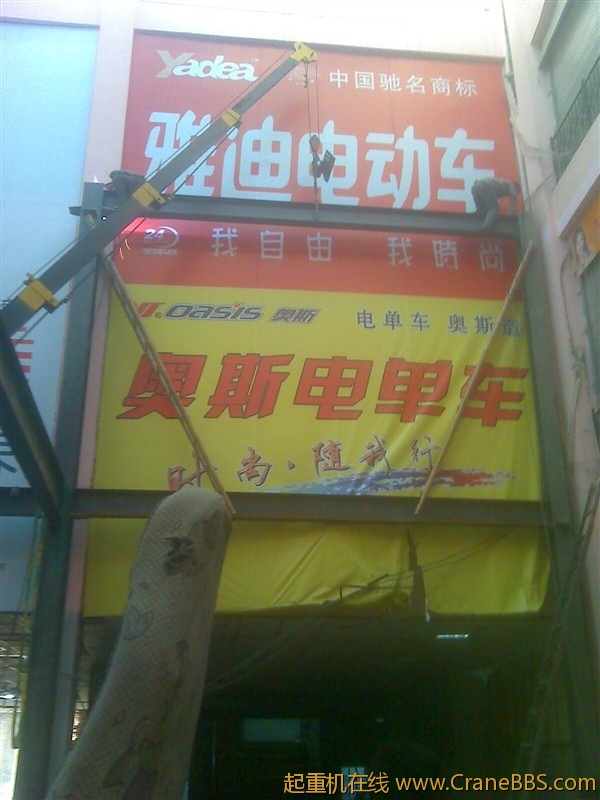 Yadea 中国驰名商标
雅迪电动车
24 我自由 我時尚
oasis 奥斯 电单车 奥斯造
奥斯电单车
时尚·随我行
起重机在线 www.CraneBBS.com